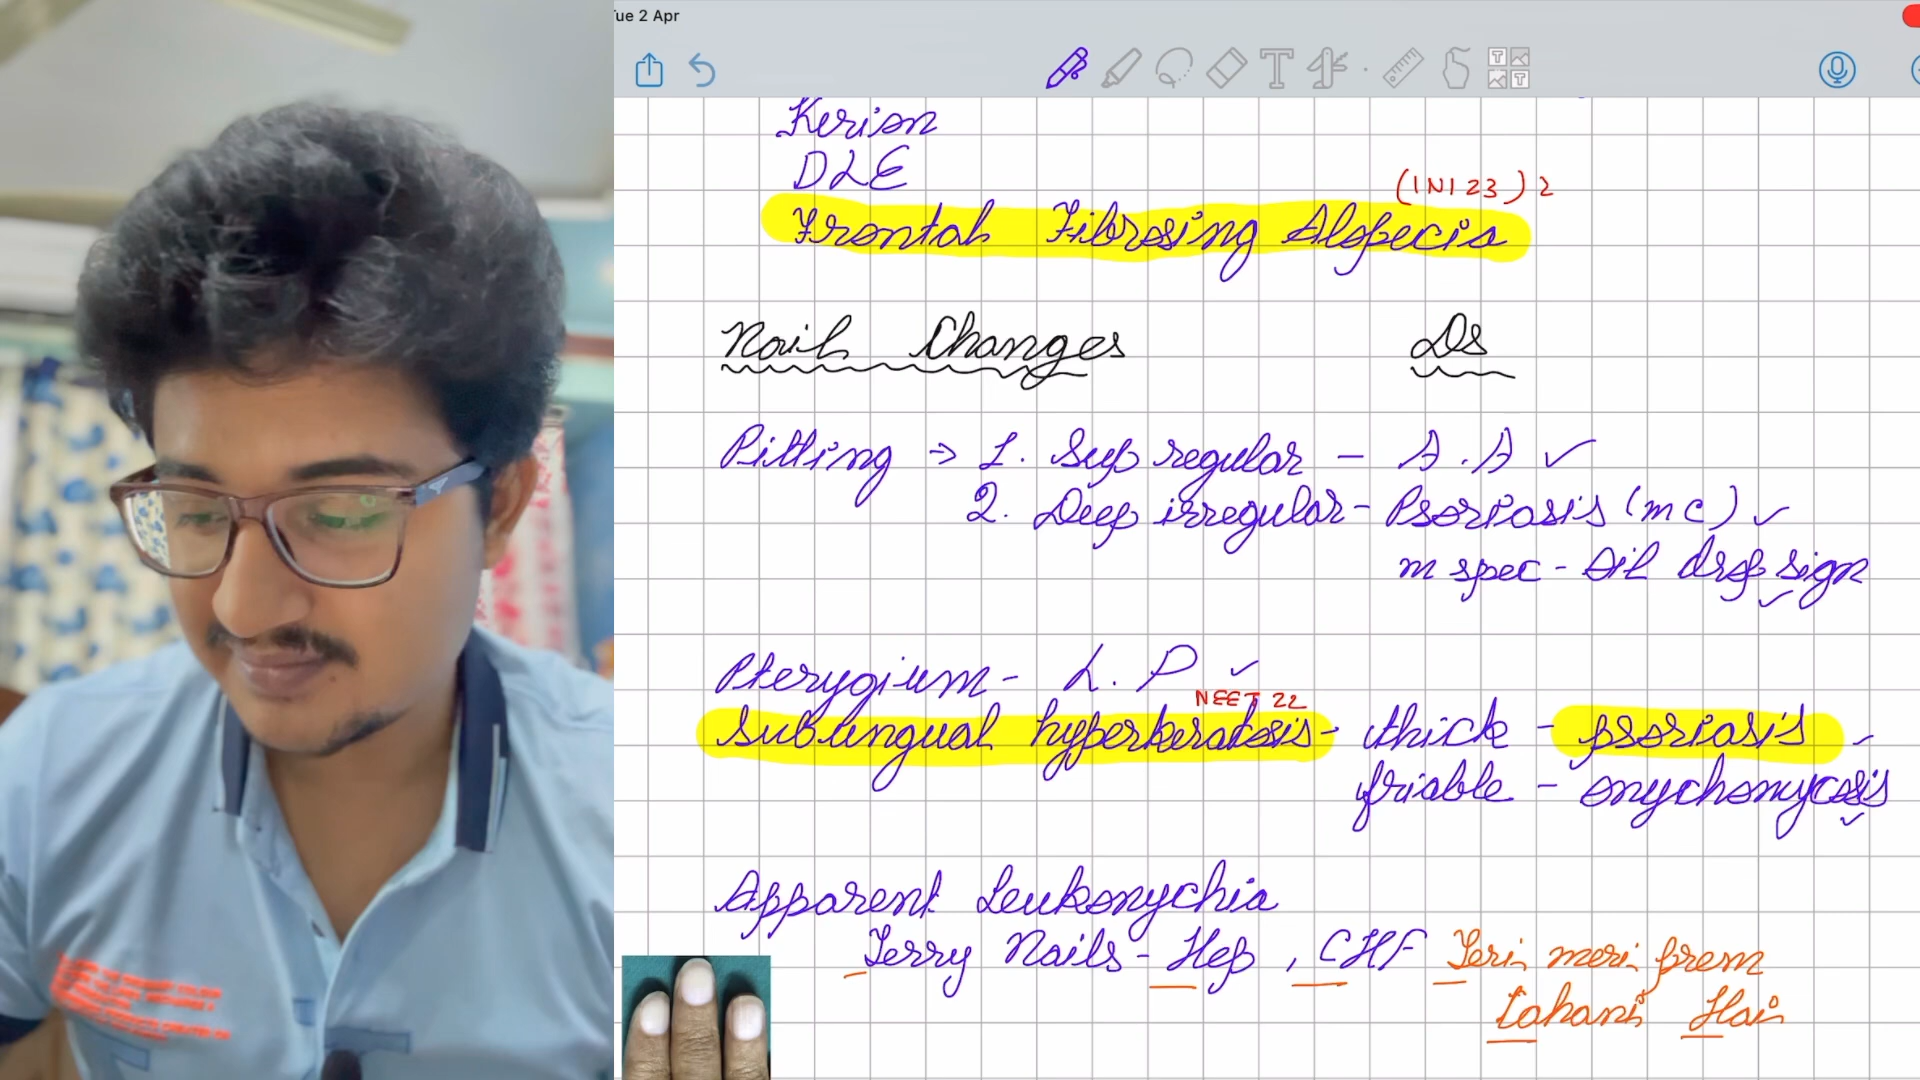 Tue 2 Apr
Kerion
DLE
(INI 23) 2
Frontal Fibrosing Alopecia
Nail Changes Ds
Pitting → 1. Sup regular - A.A ✓
2. Deep irregular - Psoriasis (mc) ✓
m spec - Oil drop sign ✓
Pterygium - L.P ✓
NEET 22
Sublingual hyperkeratosis - thick - psoriasis
friable - onychomycosis ✓
Apparent Leukonychia
Terry Nails - Hep, CHF Teri meri prem
kahani Hai